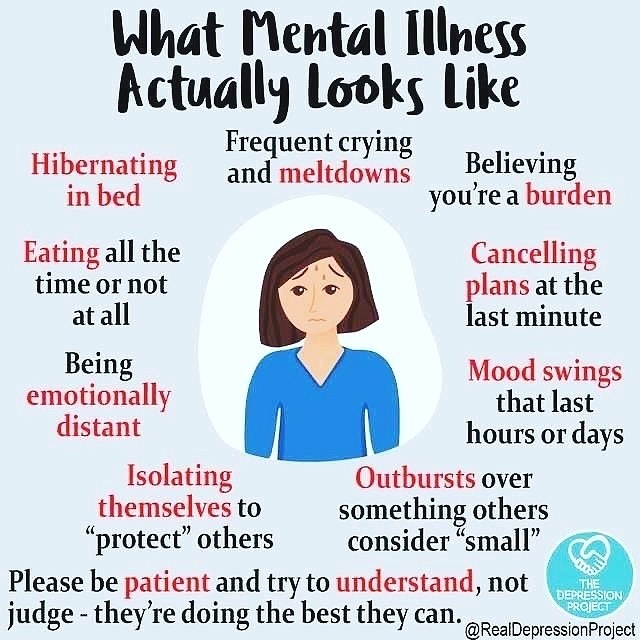 What Mental Illness
Actually Looks Like
Frequent crying
and meltdowns
Hibernating
in bed
Believing
you're a burden
Eating all the
time or not
at all
Cancelling
plans at the
last minute
Being
emotionally
distant
Mood swings
that last
hours or days
Isolating
themselves to
“protect” others
Outbursts over
something others
consider “small”
Please be patient and try to understand, not
judge - they're doing the best they can.
THE
DEPRESSION
PROJECT
@RealDepressionProject